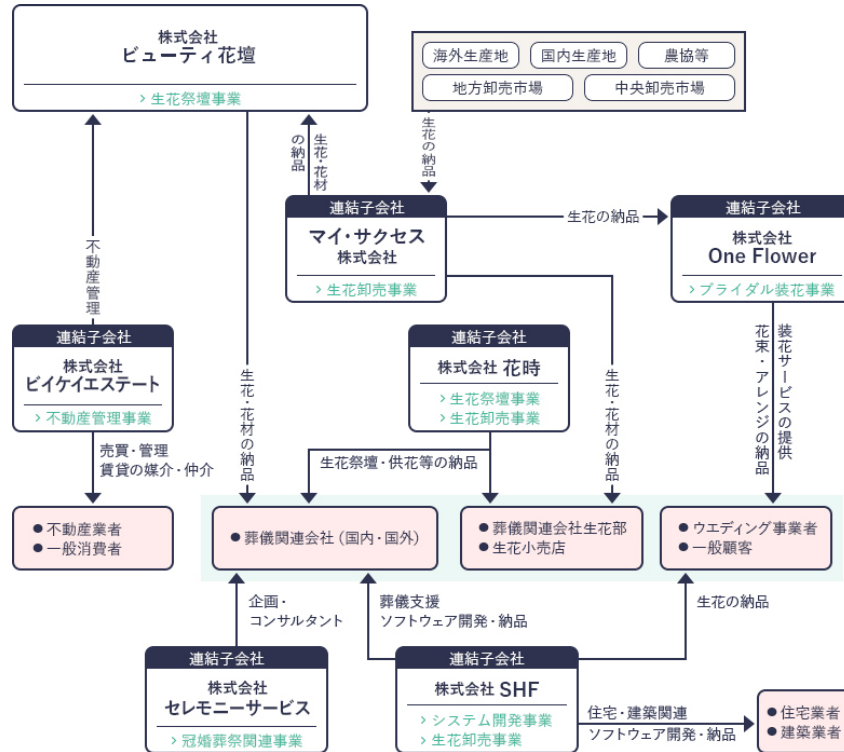 株式会社
ビューティ花壇
> 生花祭壇事業
海外生産地
国内生産地
農協等
地方卸売市場
中央卸売市場
生花・花材
の納品
生花の納品
連結子会社
マイ・サクセス
株式会社
> 生花卸売事業
生花の納品
連結子会社
株式会社
One Flower
> ブライダル装花事業
不動産管理
連結子会社
株式会社
ビイケイエステート
> 不動産管理事業
連結子会社
株式会社 花時
> 生花祭壇事業
> 生花卸売事業
生花・花材の納品
生花・花材の納品
装花サービスの提供
花束・アレンジの納品
売買・管理
賃貸の媒介・仲介
生花祭壇・供花等の納品
● 不動産業者
● 一般消費者
● 葬儀関連会社 (国内・国外)
● 葬儀関連会社生花部
● 生花小売店
● ウエディング事業者
● 一般顧客
企画・
コンサルタント
葬儀支援
ソフトウェア開発・納品
生花の納品
連結子会社
株式会社
セレモニーサービス
> 冠婚葬祭関連事業
連結子会社
株式会社 SHF
> システム開発事業
> 生花卸売事業
住宅・建築関連
ソフトウェア開発・納品
● 住宅業者
● 建築業者